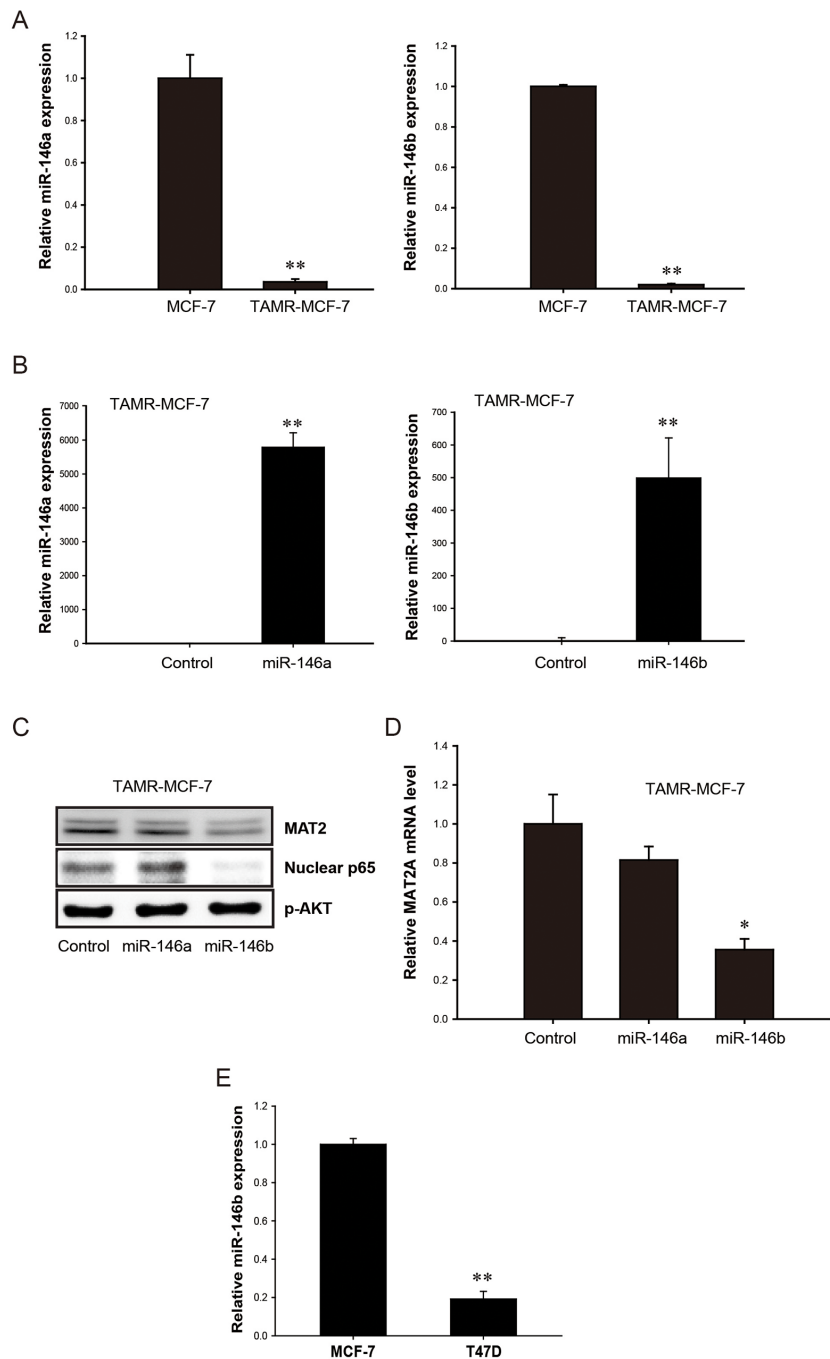 A
Relative miR-146a expression
1.2
1.0
0.8
0.6
0.4
0.2
0.0
**
MCF-7 TAMR-MCF-7
Relative miR-146b expression
1.2
1.0
0.8
0.6
0.4
0.2
0.0
**
MCF-7 TAMR-MCF-7
B
Relative miR-146a expression
7000
6000
5000
4000
3000
2000
1000
0
TAMR-MCF-7
**
Control miR-146a
Relative miR-146b expression
700
600
500
400
300
200
100
0
TAMR-MCF-7
**
Control miR-146b
C
TAMR-MCF-7
MAT2
Nuclear p65
p-AKT
Control miR-146a miR-146b
D
Relative MAT2A mRNA level
1.4
1.2
1.0
0.8
0.6
0.4
0.2
0.0
TAMR-MCF-7
*
Control miR-146a miR-146b
E
Relative miR-146b expression
1.2
1.0
0.8
0.6
0.4
0.2
0.0
**
MCF-7 T47D